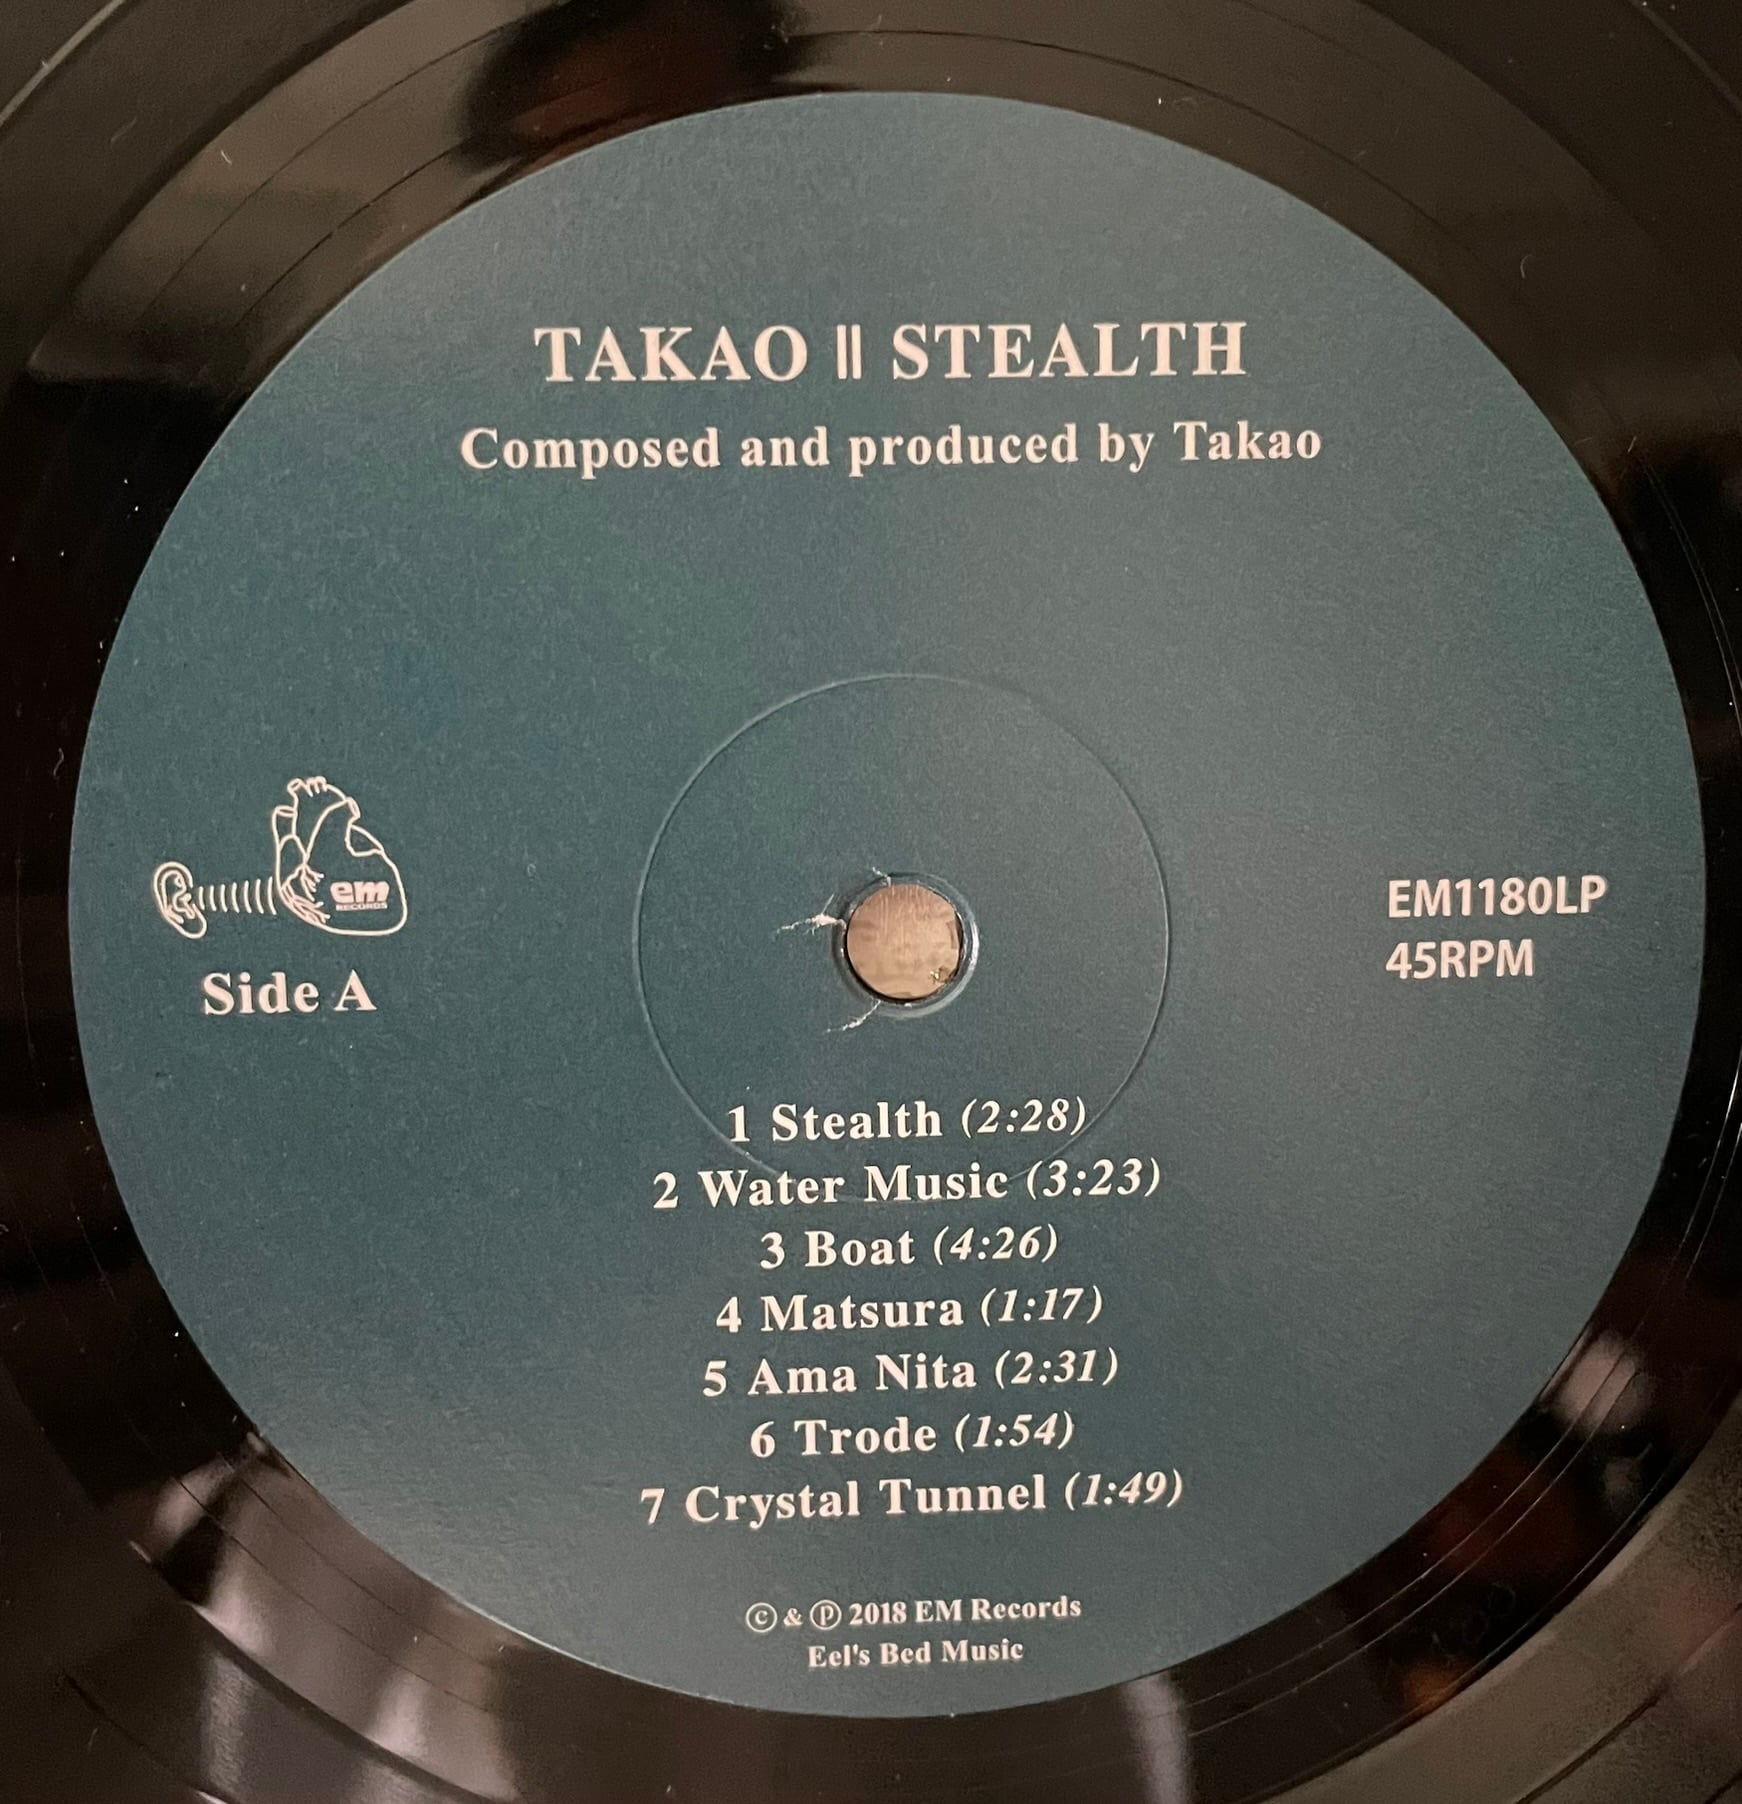 TAKAO || STEALTH
Composed and produced by Takao
em
RECORDS
Side A
EM1180LP
45RPM
1 Stealth (2:28)
2 Water Music (3:23)
3 Boat (4:26)
4 Matsura (1:17)
5 Ama Nita (2:31)
6 Trode (1:54)
7 Crystal Tunnel (1:49)
© & ℗ 2018 EM Records
Eel's Bed Music